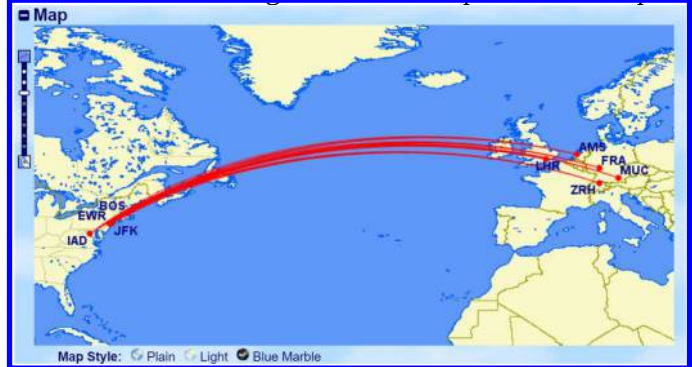 Map
AMS
FRA
LHR
MUC
ZRH
BOS
EWR
JFK
IAD
Map Style: Plain Light Blue Marble